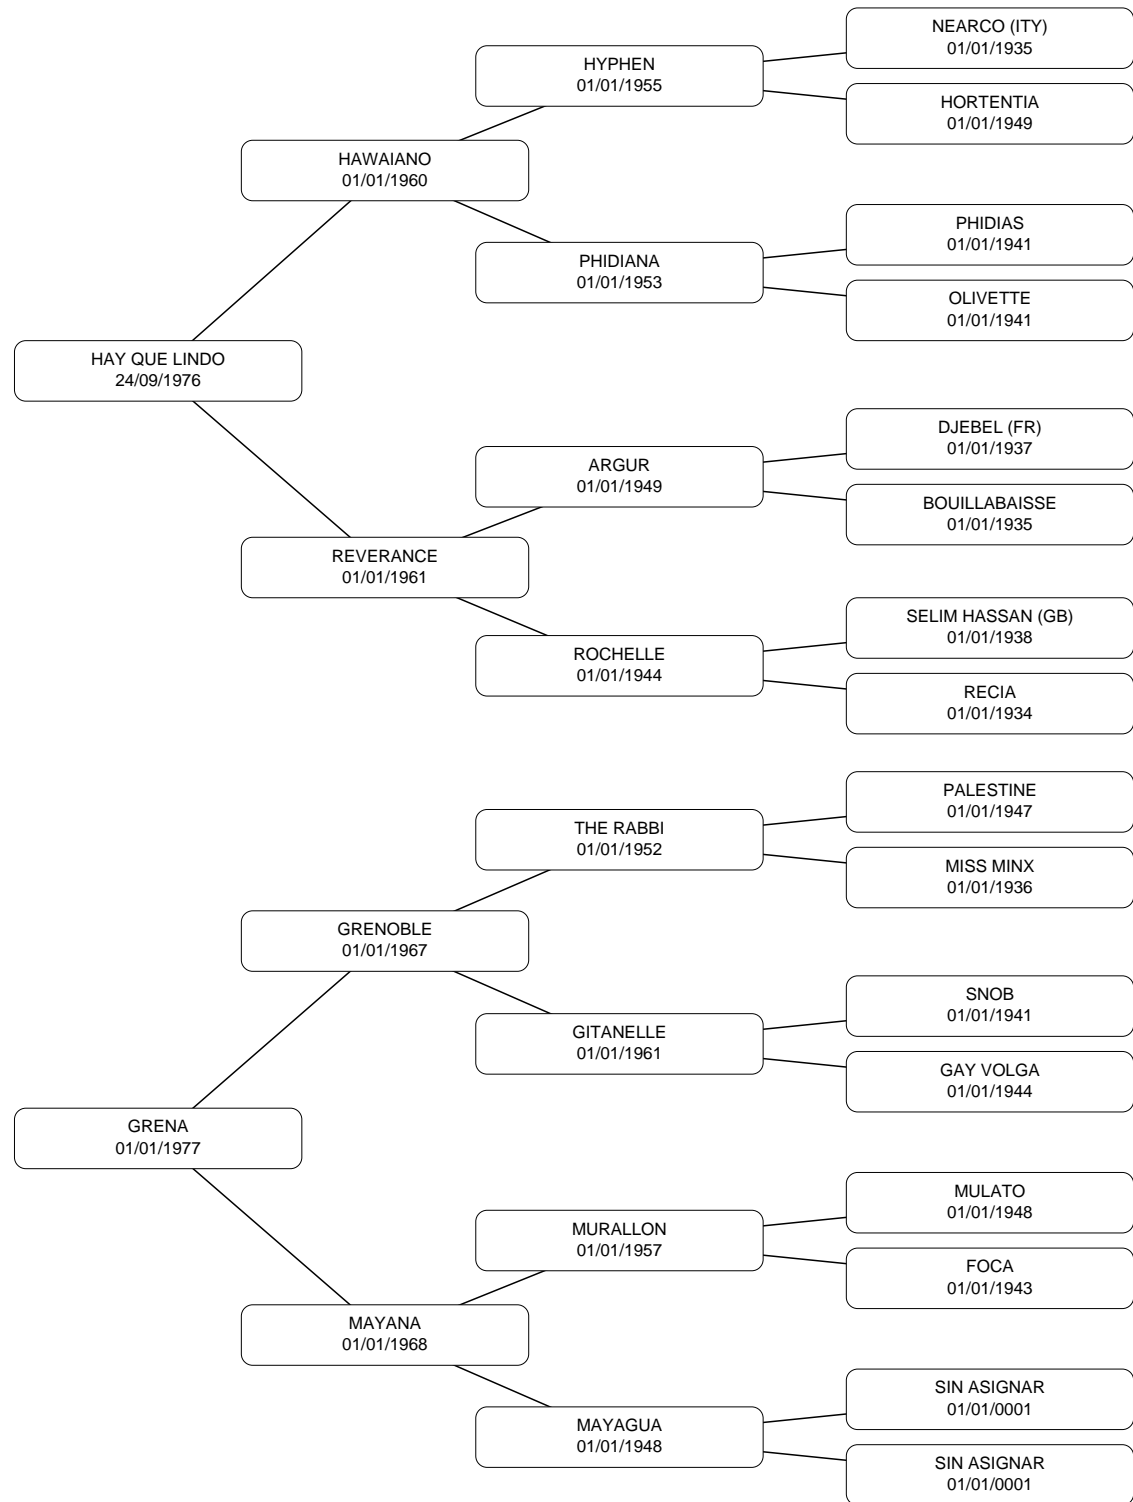 NEARCO (ITY)
01/01/1935
HYPHEN
01/01/1955
HORTENTIA
01/01/1949
HAWAIANO
01/01/1960
PHIDIAS
01/01/1941
PHIDIANA
01/01/1953
OLIVETTE
01/01/1941
HAY QUE LINDO
24/09/1976
DJEBEL (FR)
01/01/1937
ARGUR
01/01/1949
BOUILLABAISSE
01/01/1935
REVERANCE
01/01/1961
SELIM HASSAN (GB)
01/01/1938
ROCHELLE
01/01/1944
RECIA
01/01/1934
PALESTINE
01/01/1947
THE RABBI
01/01/1952
MISS MINX
01/01/1936
GRENOBLE
01/01/1967
SNOB
01/01/1941
GITANELLE
01/01/1961
GAY VOLGA
01/01/1944
GRENA
01/01/1977
MULATO
01/01/1948
MURALLON
01/01/1957
FOCA
01/01/1943
MAYANA
01/01/1968
SIN ASIGNAR
01/01/0001
MAYAGUA
01/01/1948
SIN ASIGNAR
01/01/0001